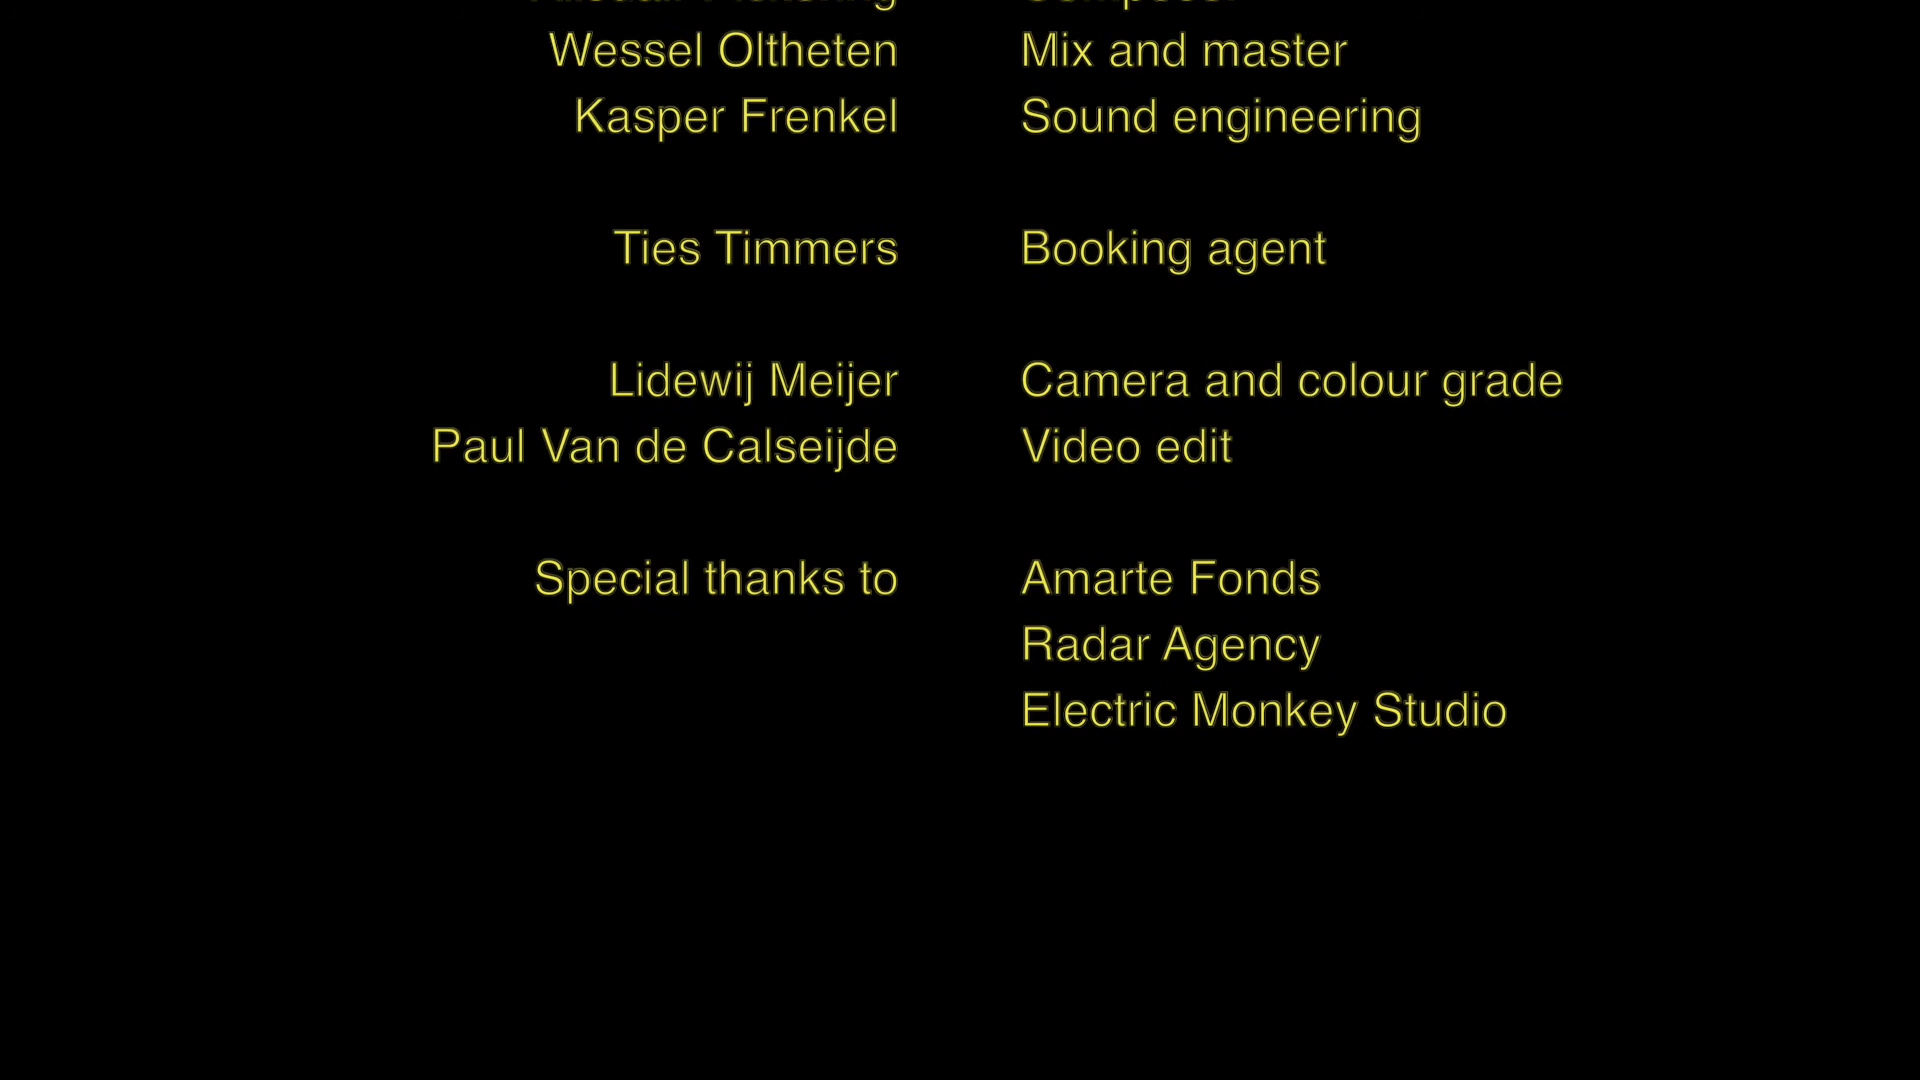 Composer
Wessel Oltheten Mix and master
Kasper Frenkel Sound engineering
Ties Timmers Booking agent
Lidewij Meijer Camera and colour grade
Paul Van de Calseijde Video edit
Special thanks to Amarte Fonds
Radar Agency
Electric Monkey Studio